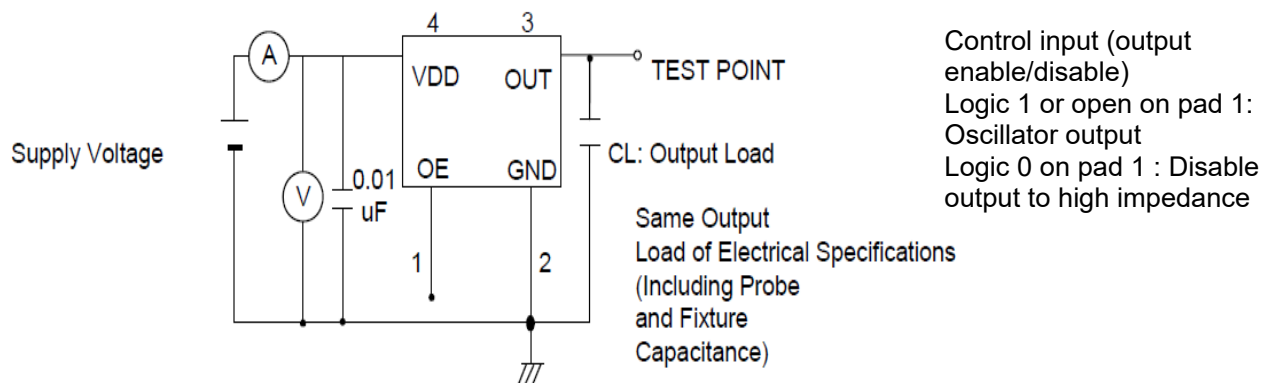 4
3
A
VDD
OUT
TEST POINT
Supply Voltage
V
0.01
uF
OE
GND
CL: Output Load
1
2
Same Output
Load of Electrical Specifications
(Including Probe
and Fixture
Capacitance)
Control input (output
enable/disable)
Logic 1 or open on pad 1:
Oscillator output
Logic 0 on pad 1 : Disable
output to high impedance